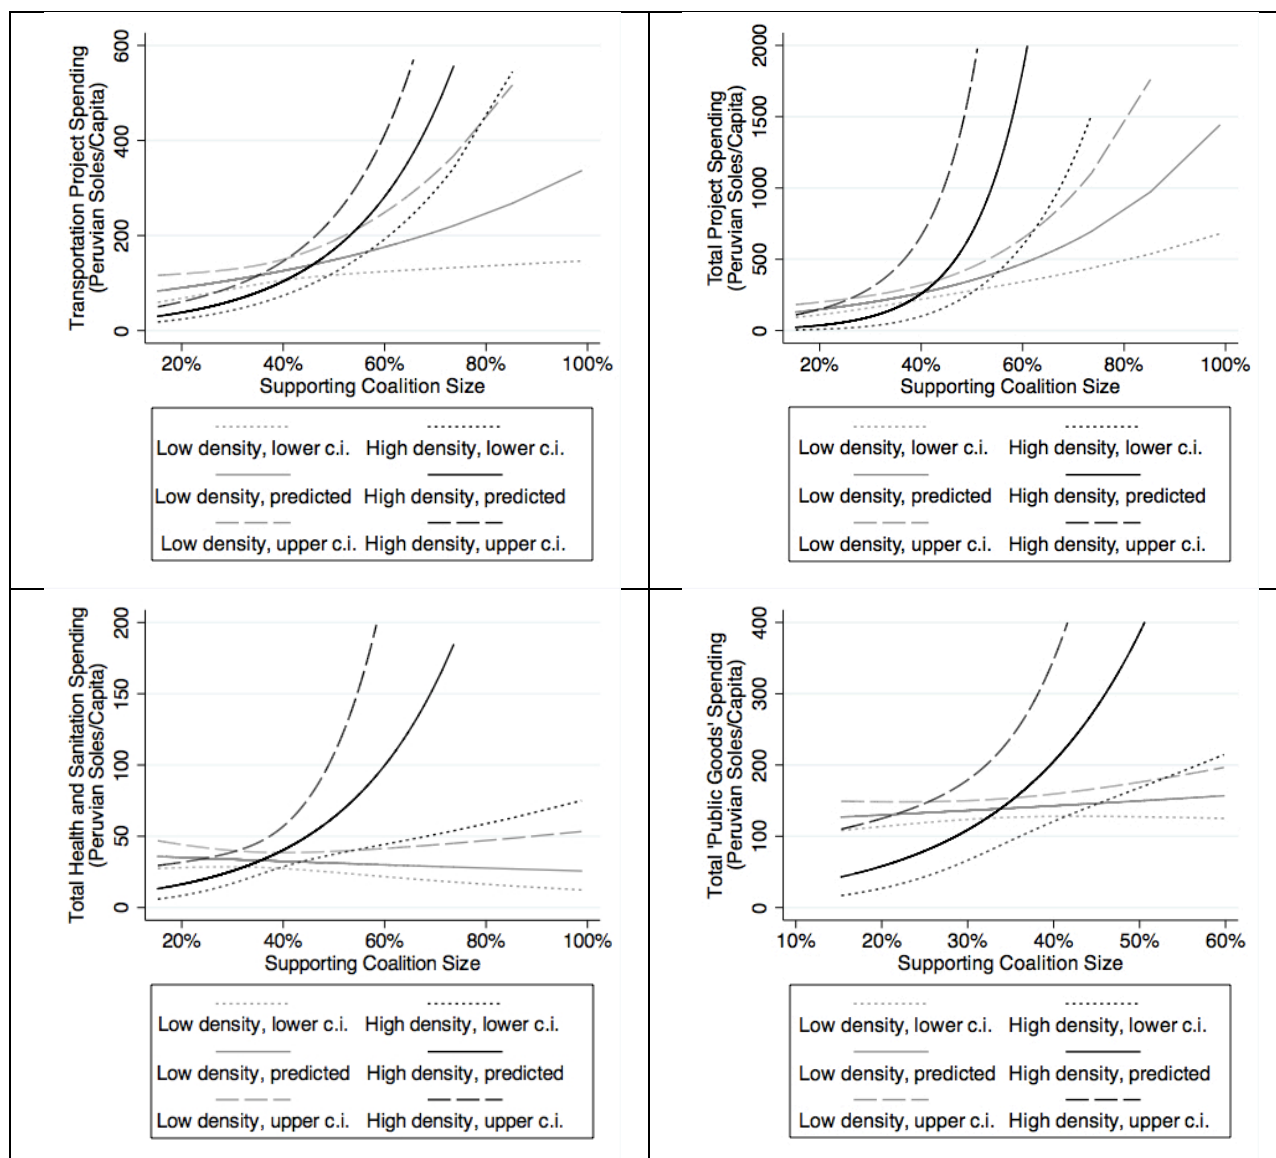 Transportation Project Spending
(Peruvian Soles/Capita)
600
400
200
0
20%
40%
60%
80%
100%
Supporting Coalition Size
Low density, lower c.i.
High density, lower c.i.
Low density, predicted
High density, predicted
Low density, upper c.i.
High density, upper c.i.
Total Project Spending
(Peruvian Soles/Capita)
2000
1500
1000
500
0
20%
40%
60%
80%
100%
Supporting Coalition Size
Low density, lower c.i.
High density, lower c.i.
Low density, predicted
High density, predicted
Low density, upper c.i.
High density, upper c.i.
Total Health and Sanitation Spending
(Peruvian Soles/Capita)
200
150
100
50
0
20%
40%
60%
80%
100%
Supporting Coalition Size
Low density, lower c.i.
High density, lower c.i.
Low density, predicted
High density, predicted
Low density, upper c.i.
High density, upper c.i.
Total 'Public Goods' Spending
(Peruvian Soles/Capita)
400
300
200
100
0
10%
20%
30%
40%
50%
60%
Supporting Coalition Size
Low density, lower c.i.
High density, lower c.i.
Low density, predicted
High density, predicted
Low density, upper c.i.
High density, upper c.i.